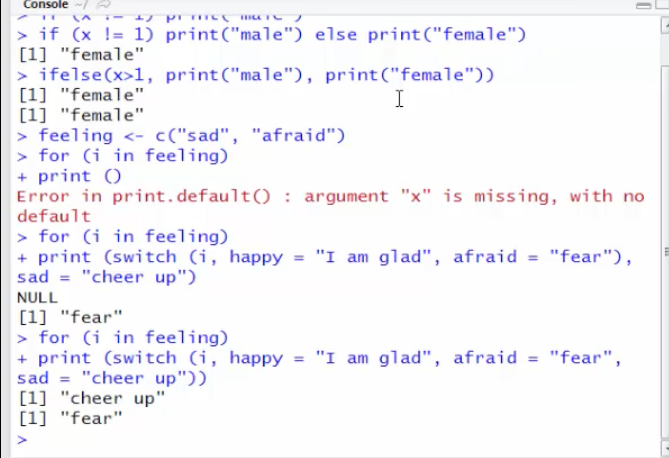 Console ~/
> if (x != 1) print("male")
> if (x != 1) print("male") else print("female")
[1] "female"
> ifelse(x>1, print("male"), print("female"))
[1] "female"
[1] "female"
> feeling <- c("sad", "afraid")
> for (i in feeling)
+ print ()
Error in print.default() : argument "x" is missing, with no
default
> for (i in feeling)
+ print (switch (i, happy = "I am glad", afraid = "fear"),
sad = "cheer up")
NULL
[1] "fear"
> for (i in feeling)
+ print (switch (i, happy = "I am glad", afraid = "fear",
sad = "cheer up"))
[1] "cheer up"
[1] "fear"
>